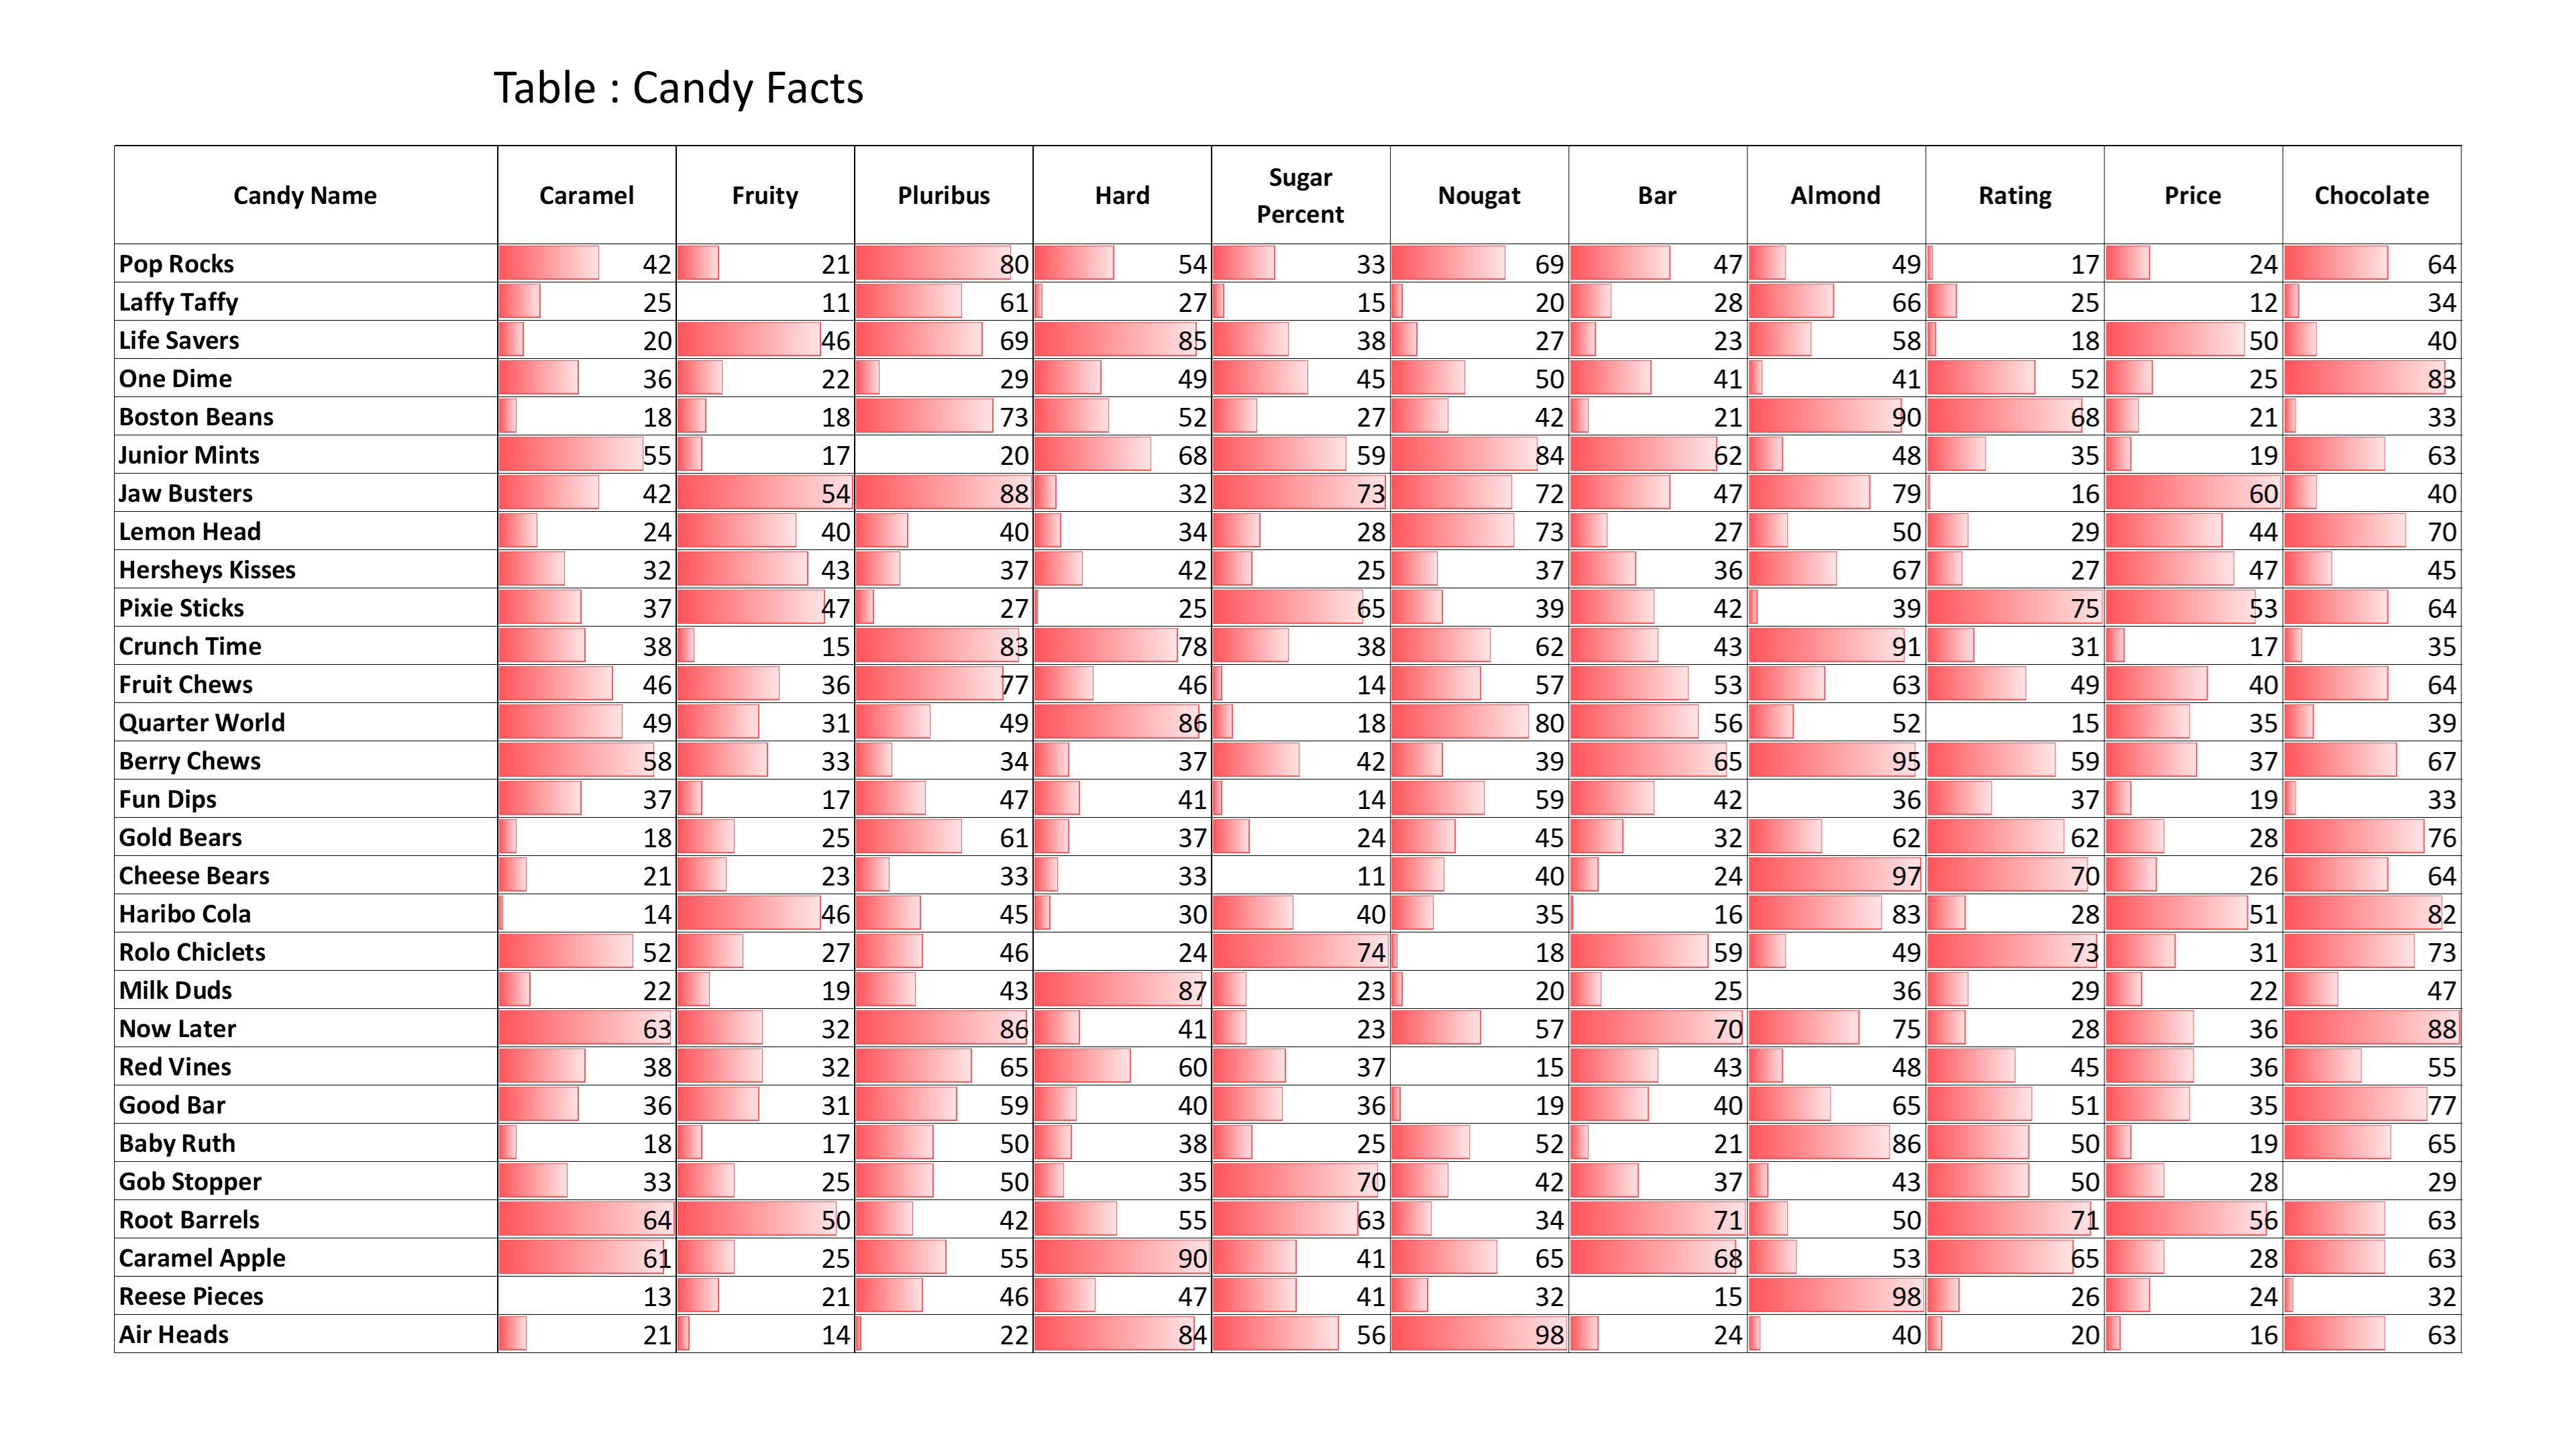 Table : Candy Facts
Candy Name Caramel Fruity Pluribus Hard Sugar Percent Nougat Bar Almond Rating Price Chocolate
Pop Rocks 42 21 80 54 33 69 47 49 17 24 64
Laffy Taffy 25 11 61 27 15 20 28 66 25 12 34
Life Savers 20 46 69 85 38 27 23 58 18 50 40
One Dime 36 22 29 49 45 50 41 41 52 25 83
Boston Beans 18 18 73 52 27 42 21 90 68 21 33
Junior Mints 55 17 20 68 59 84 62 48 35 19 63
Jaw Busters 42 54 88 32 73 72 47 79 16 60 40
Lemon Head 24 40 40 34 28 73 27 50 29 44 70
Hersheys Kisses 32 43 37 42 25 37 36 67 27 47 45
Pixie Sticks 37 47 27 25 65 39 42 39 75 53 64
Crunch Time 38 15 83 78 38 62 43 91 31 17 35
Fruit Chews 46 36 77 46 14 57 53 63 49 40 64
Quarter World 49 31 49 86 18 80 56 52 15 35 39
Berry Chews 58 33 34 37 42 39 65 95 59 37 67
Fun Dips 37 17 47 41 14 59 42 36 37 19 33
Gold Bears 18 25 61 37 24 45 32 62 62 28 76
Cheese Bears 21 23 33 33 11 40 24 97 70 26 64
Haribo Cola 14 46 45 30 40 35 16 83 28 51 82
Rolo Chiclets 52 27 46 24 74 18 59 49 73 31 73
Milk Duds 22 19 43 87 23 20 25 36 29 22 47
Now Later 63 32 86 41 23 57 70 75 28 36 88
Red Vines 38 32 65 60 37 15 43 48 45 36 55
Good Bar 36 31 59 40 36 19 40 65 51 35 77
Baby Ruth 18 17 50 38 25 52 21 86 50 19 65
Gob Stopper 33 25 50 35 70 42 37 43 50 28 29
Root Barrels 64 50 42 55 63 34 71 50 71 56 63
Caramel Apple 61 25 55 90 41 65 68 53 65 28 63
Reese Pieces 13 21 46 47 41 32 15 98 26 24 32
Air Heads 21 14 22 84 56 98 24 40 20 16 63